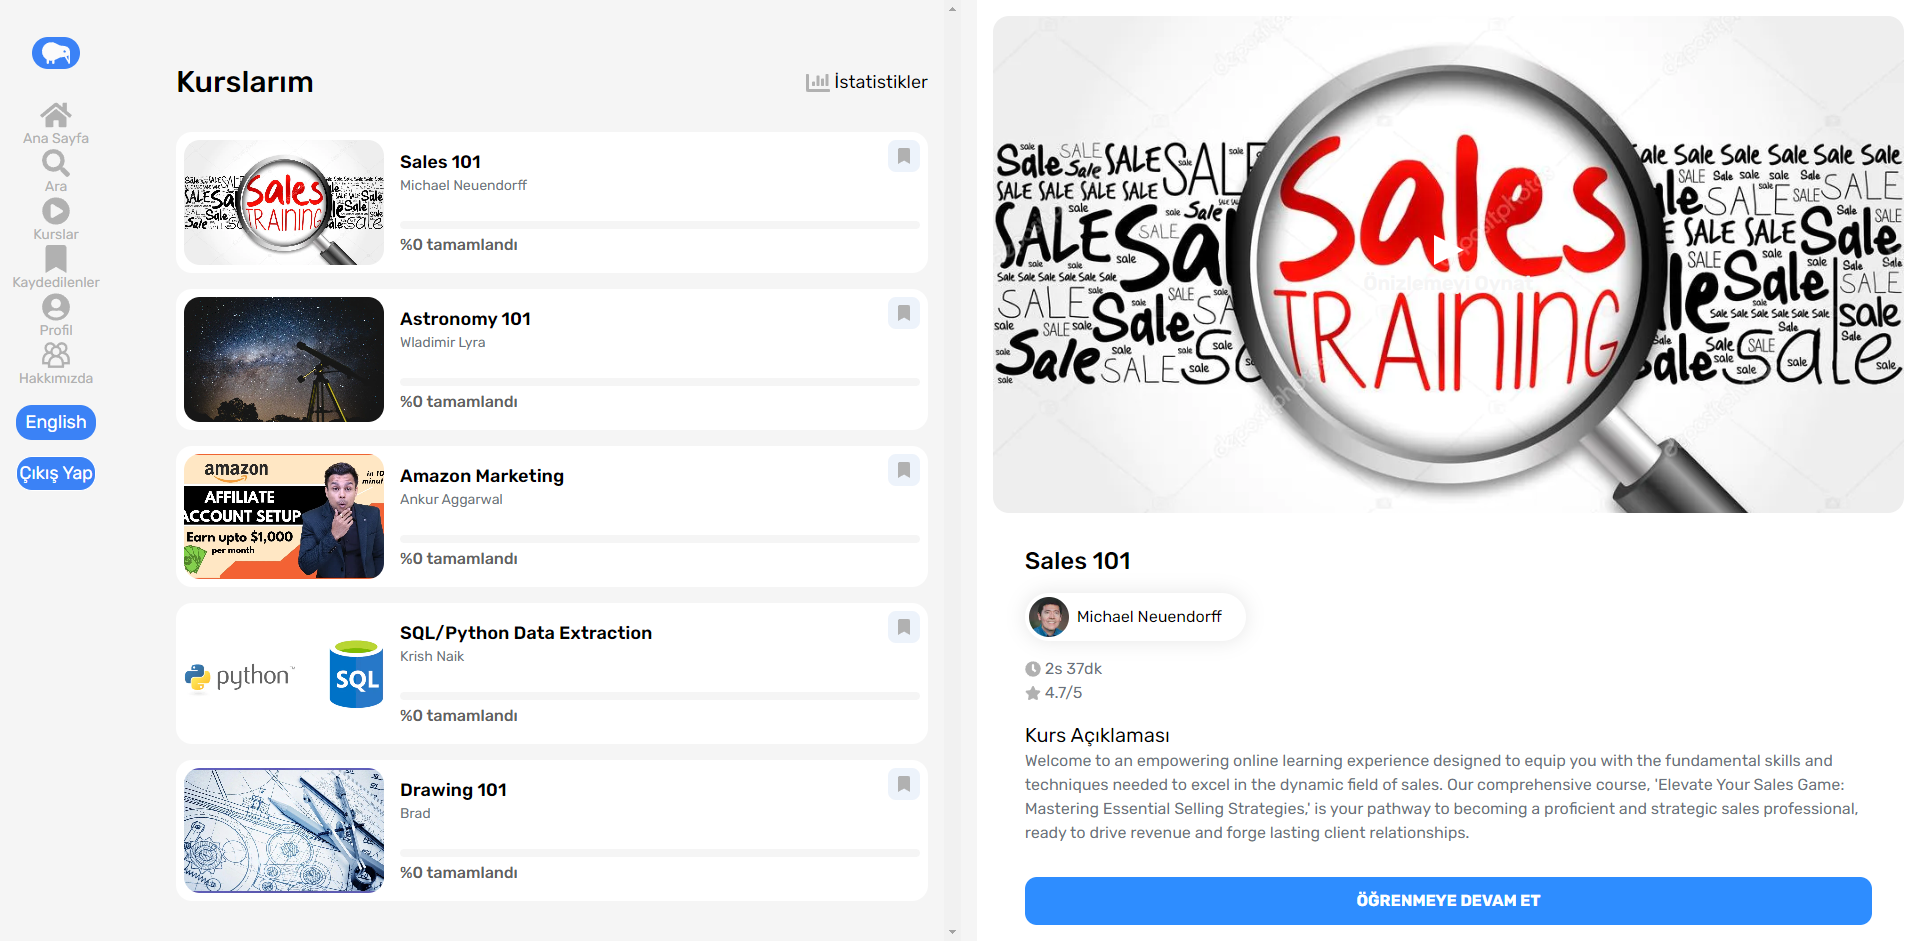 Ana Sayfa
Ara
Kurslar
Kaydedilenler
Profil
Hakkımızda
English
Çıkış Yap
Kurslarım
İstatistikler
Sales
TRAINING
Sales 101
Michael Neuendorff
%0 tamamlandı
Astronomy 101
Wladimir Lyra
%0 tamamlandı
amazon
in 10
minut
AFFILIATE
ACCOUNT SETUP
Earn upto $1,000
per month
Amazon Marketing
Ankur Aggarwal
%0 tamamlandı
python
SQL
SQL/Python Data Extraction
Krish Naik
%0 tamamlandı
Drawing 101
Brad
%0 tamamlandı
Sales
TRAINING
Önizlemeyi Oynat
Sales 101
Michael Neuendorff
2s 37dk
4.7/5
Kurs Açıklaması
Welcome to an empowering online learning experience designed to equip you with the fundamental skills and
techniques needed to excel in the dynamic field of sales. Our comprehensive course, 'Elevate Your Sales Game:
Mastering Essential Selling Strategies,' is your pathway to becoming a proficient and strategic sales professional,
ready to drive revenue and forge lasting client relationships.
ÖĞRENMEYE DEVAM ET